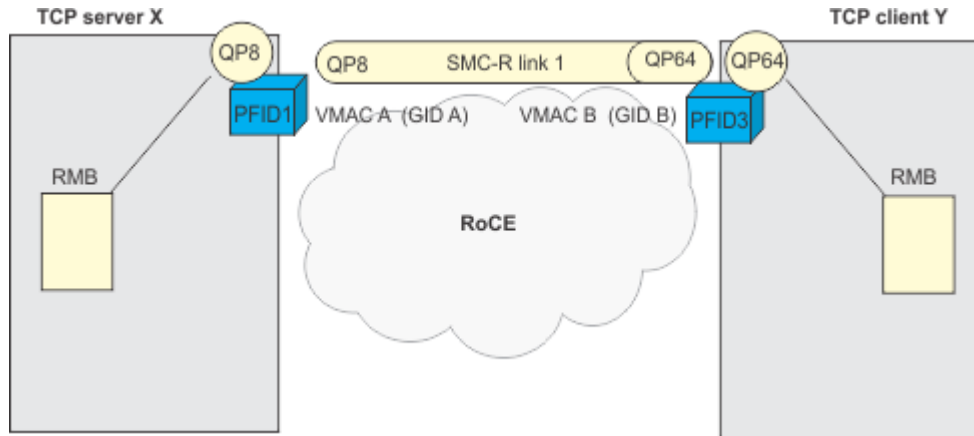 TCP server X
TCP client Y
QP8
QP8
SMC-R link 1
QP64
QP64
PFID1
VMAC A (GID A)
VMAC B (GID B)
PFID3
RMB
RMB
RoCE